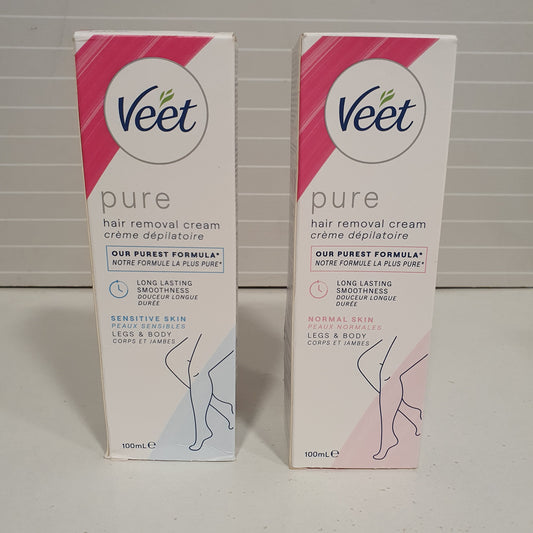 Veet
pure
hair removal cream
crème dépilatoire
OUR PUREST FORMULA*
NOTRE FORMULE LA PLUS PURE*
LONG LASTING
SMOOTHNESS
DOUCEUR LONGUE
DURÉE
SENSITIVE SKIN
PEAUX SENSIBLES
LEGS & BODY
CORPS ET JAMBES
100mL℮
Veet
pure
hair removal cream
crème dépilatoire
OUR PUREST FORMULA*
NOTRE FORMULE LA PLUS PURE*
LONG LASTING
SMOOTHNESS
DOUCEUR LONGUE
DURÉE
NORMAL SKIN
PEAUX NORMALES
LEGS & BODY
CORPS ET JAMBES
100mL℮